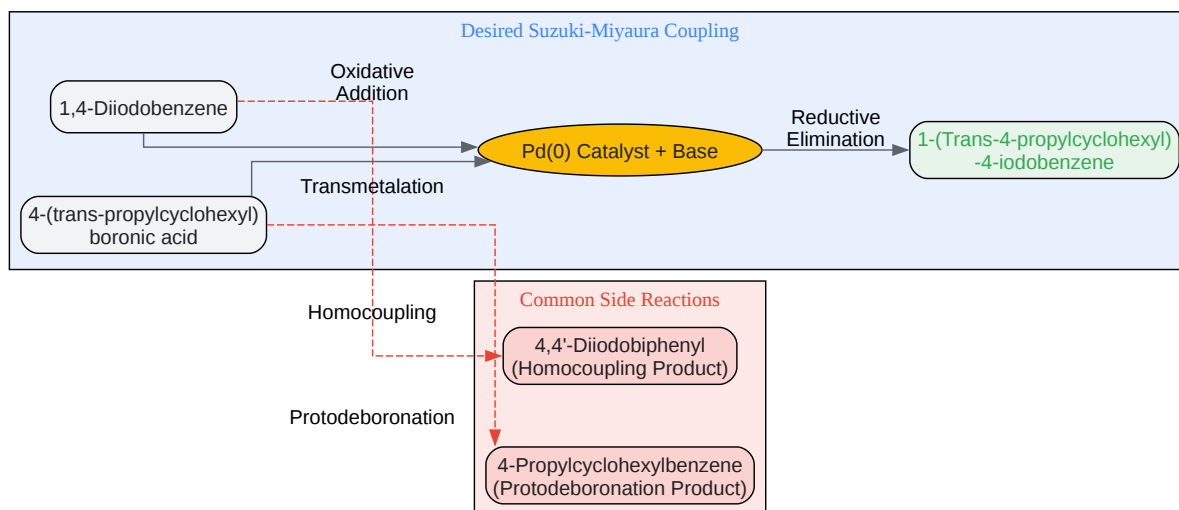 Desired Suzuki-Miyaura Coupling
Oxidative
Addition
1,4-Diiodobenzene
Reductive
Elimination
Pd(0) Catalyst + Base
1-(Trans-4-propylcyclohexyl)
-4-iodobenzene
Transmetalation
4-(trans-propylcyclohexyl)
boronic acid
Common Side Reactions
Homocoupling
4,4'-Diiodobiphenyl
(Homocoupling Product)
Protodeboronation
4-Propylcyclohexylbenzene
(Protodeboronation Product)